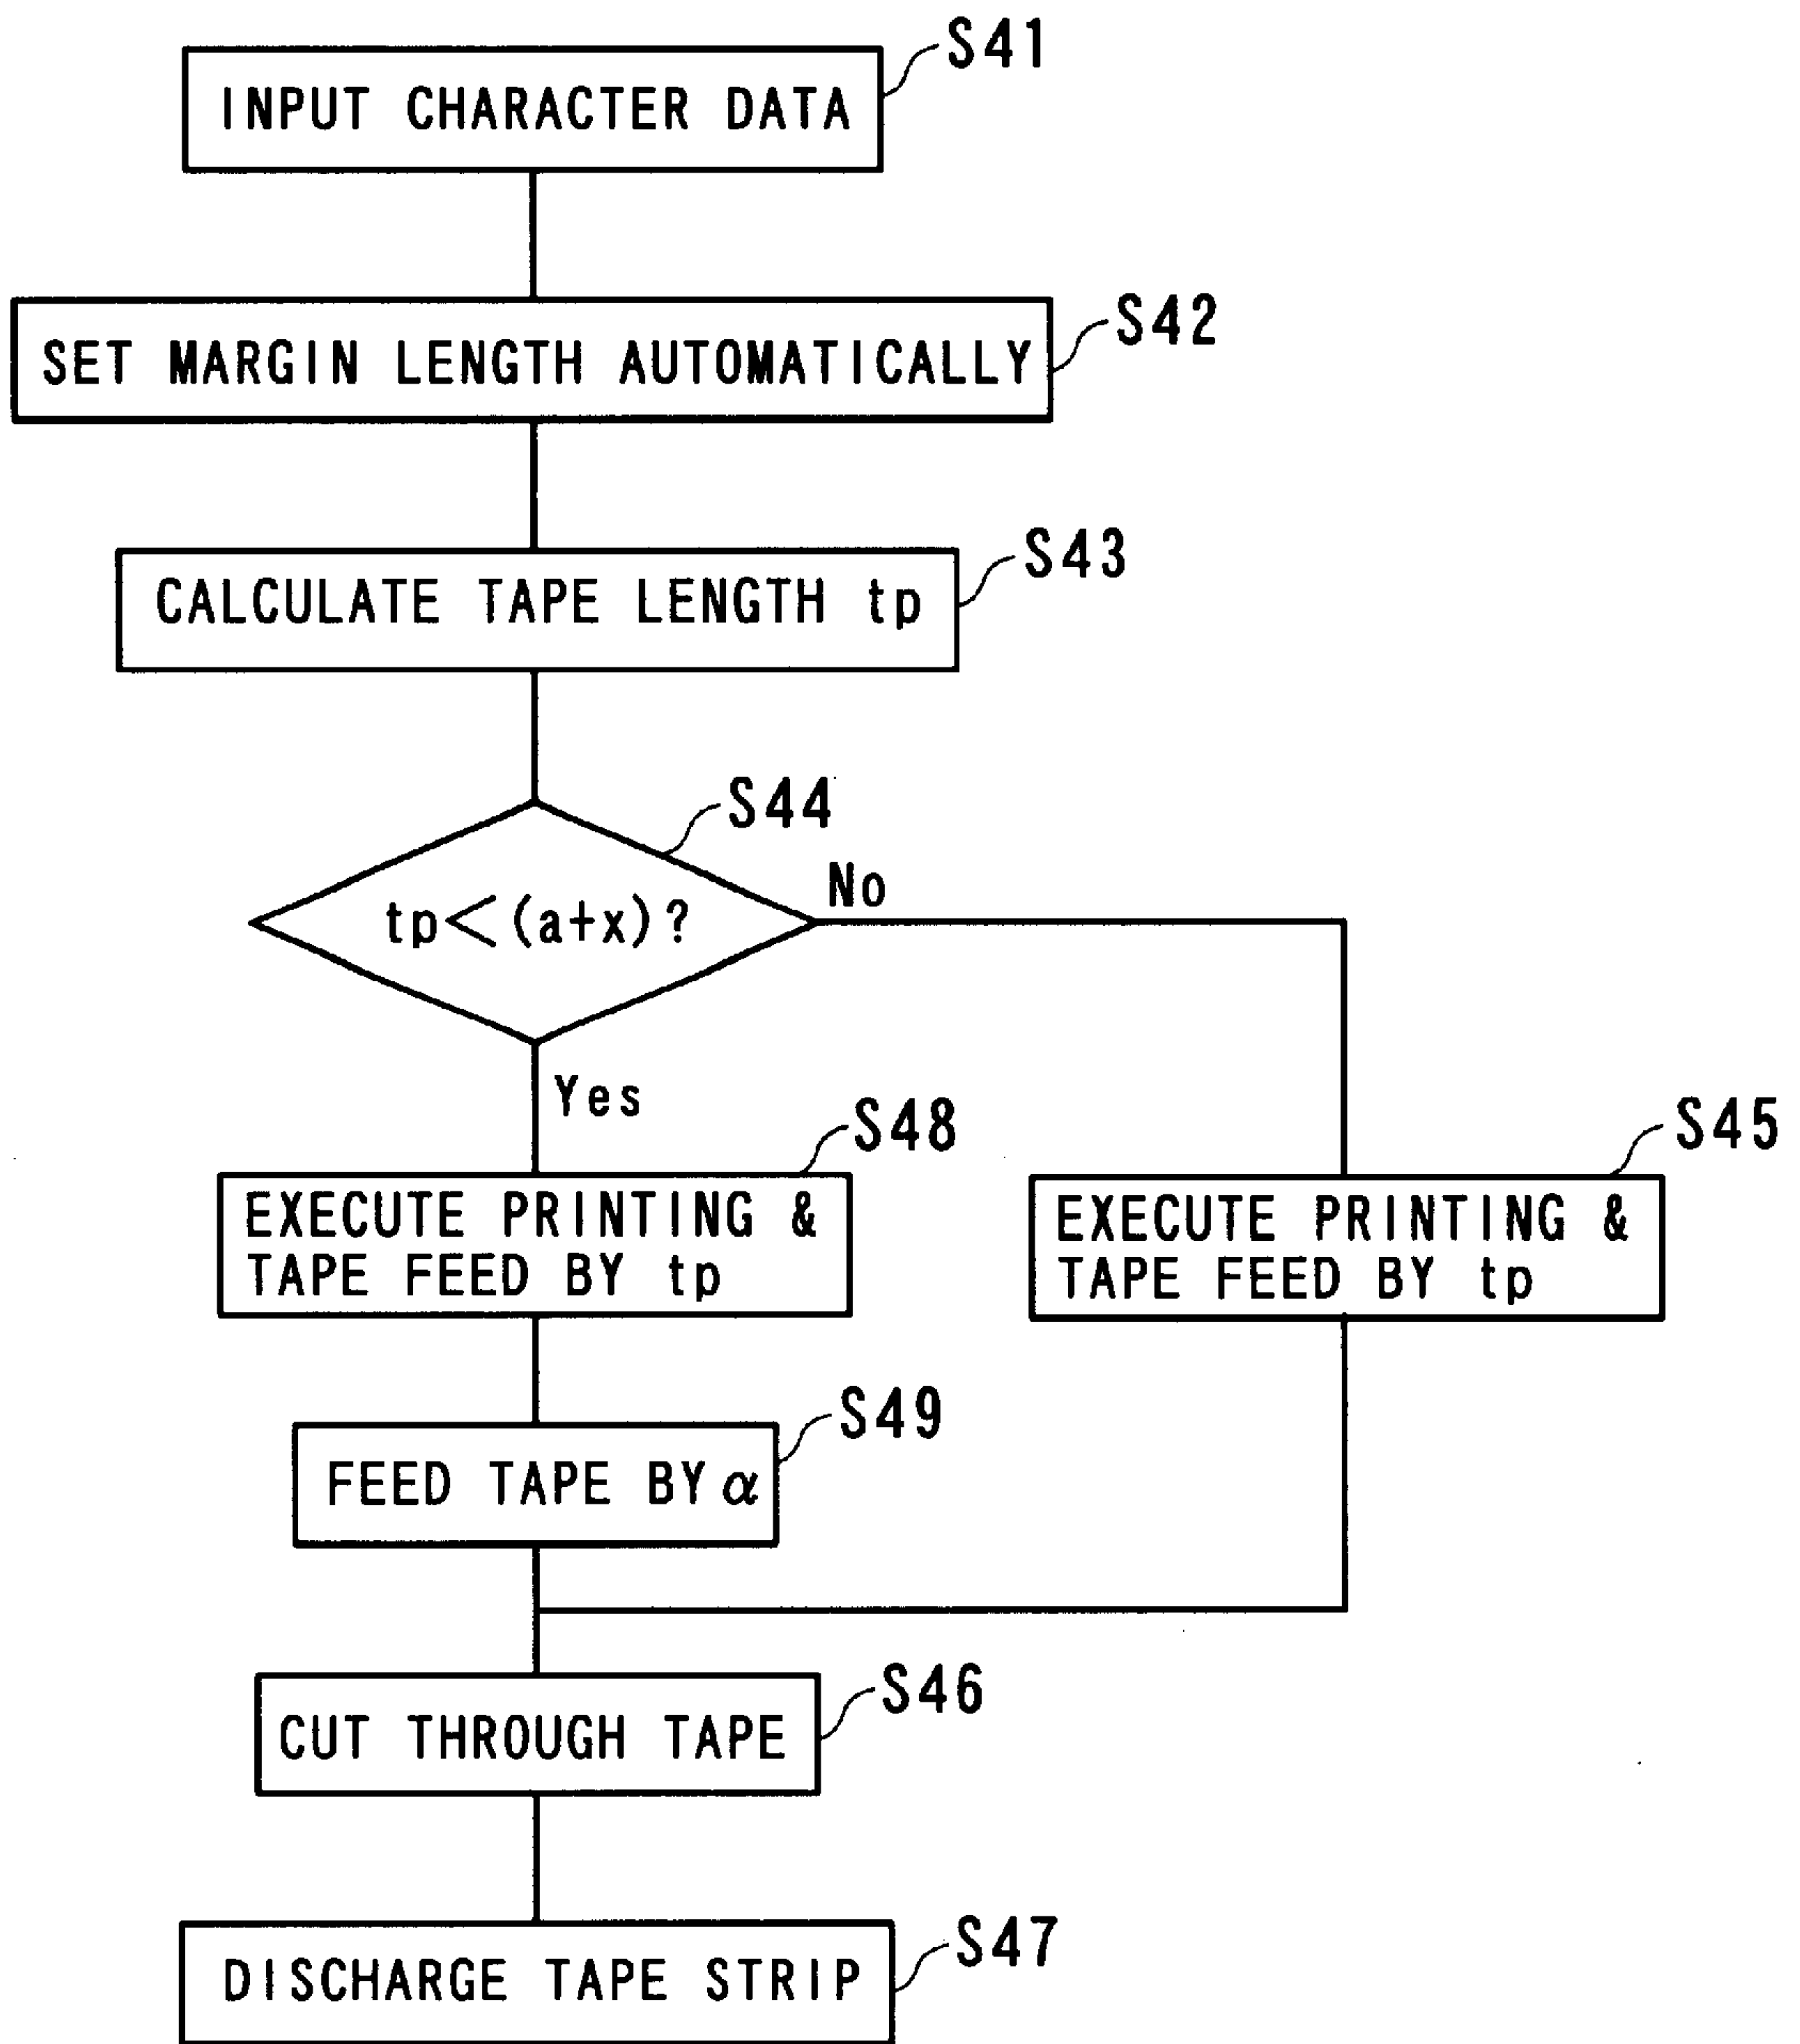 S41
INPUT CHARACTER DATA
S42
SET MARGIN LENGTH AUTOMATICALLY
S43
CALCULATE TAPE LENGTH tp
S44
tp<(a+x)?
No
Yes
S48
EXECUTE PRINTING &
TAPE FEED BY tp
S45
EXECUTE PRINTING &
TAPE FEED BY tp
S49
FEED TAPE BY α
S46
CUT THROUGH TAPE
S47
DISCHARGE TAPE STRIP